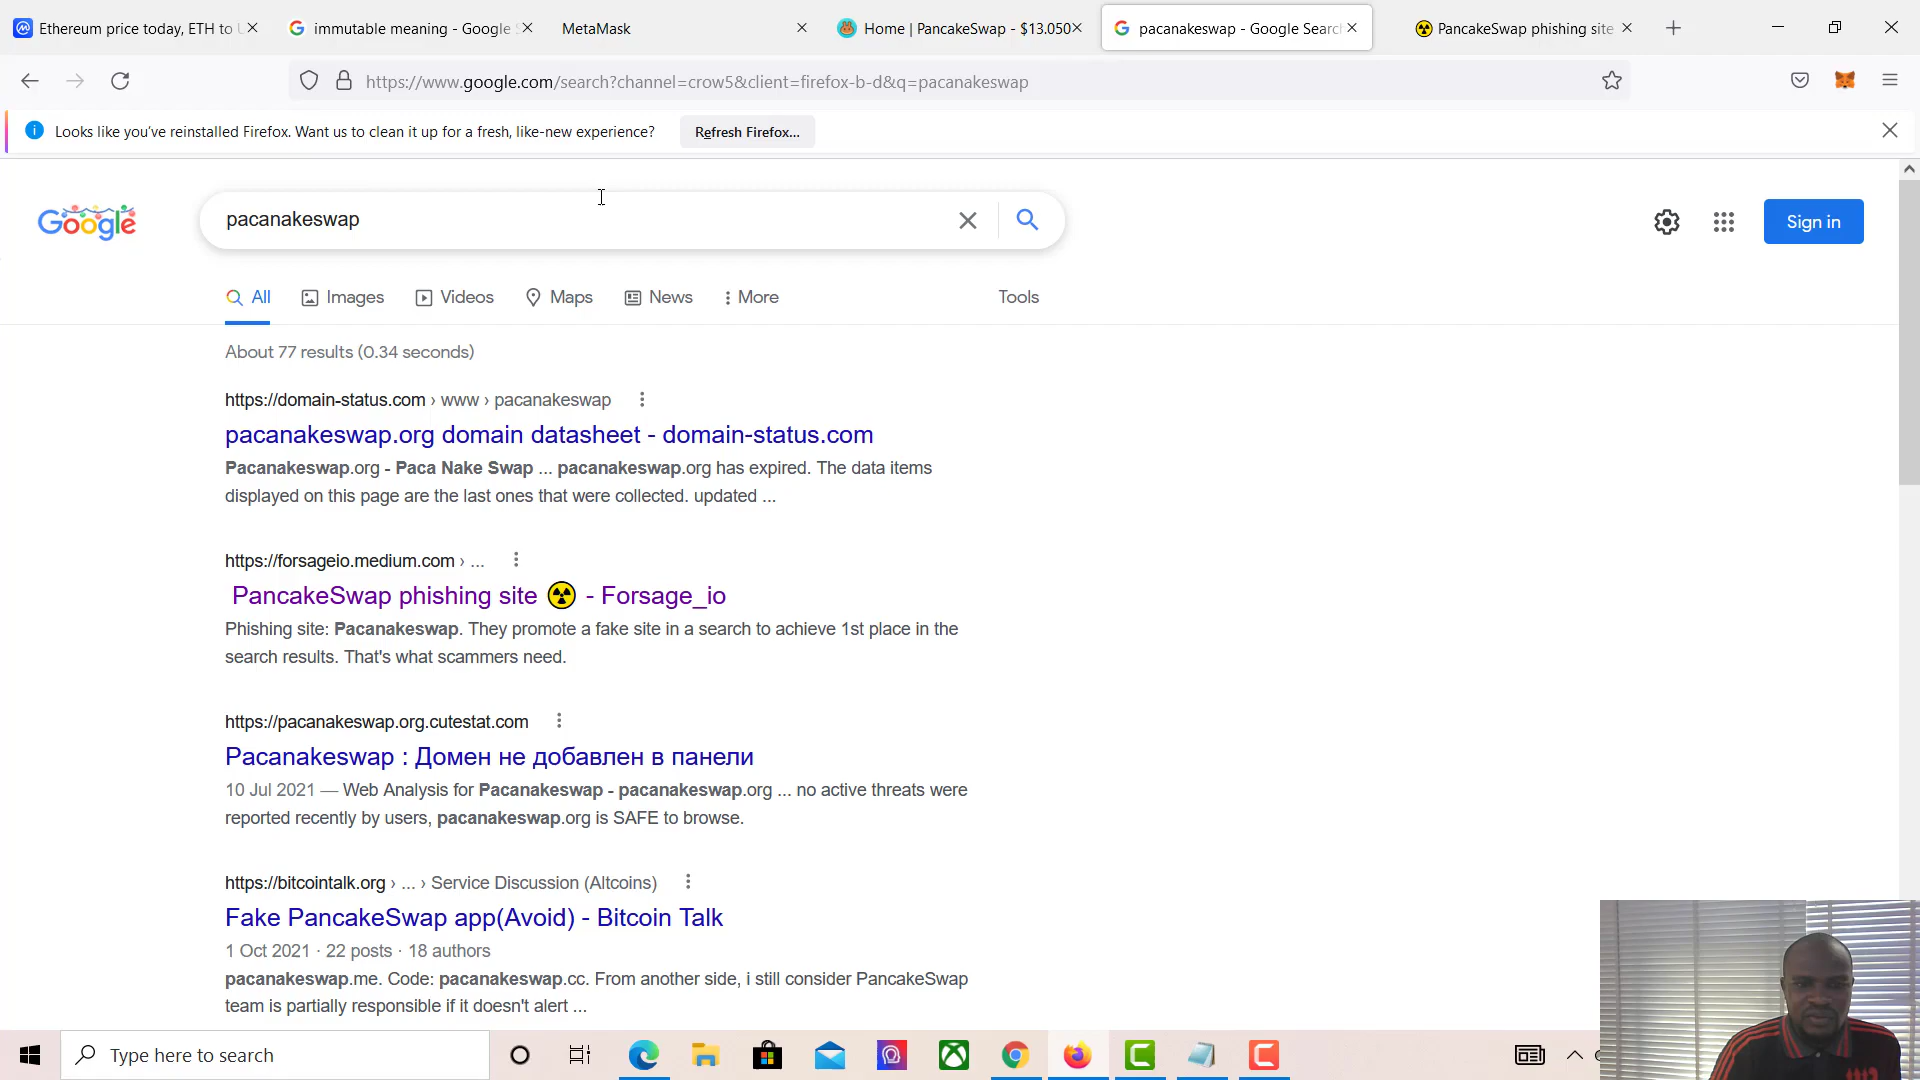 Ethereum price today, ETH to
immutable meaning - Google
MetaMask
Home | PancakeSwap - $13.050
pacanakeswap - Google Search
PancakeSwap phishing site
https://www.google.com/search?channel=crow5&client=firefox-b-d&q=pacanakeswap
Looks like you've reinstalled Firefox. Want us to clean it up for a fresh, like-new experience?
Refresh Firefox...
Google
pacanakeswap
Sign in
All
Images
Videos
Maps
News
More
Tools
About 77 results (0.34 seconds)
https://domain-status.com › www › pacanakeswap
pacanakeswap.org domain datasheet - domain-status.com
Pacanakeswap.org - Paca Nake Swap ... pacanakeswap.org has expired. The data items
displayed on this page are the last ones that were collected. updated ...
https://forsageio.medium.com › ...
PancakeSwap phishing site ☢ - Forsage_io
Phishing site: Pacanakeswap. They promote a fake site in a search to achieve 1st place in the
search results. That's what scammers need.
https://pacanakeswap.org.cutestat.com
Pacanakeswap : Домен не добавлен в панели
10 Jul 2021 — Web Analysis for Pacanakeswap - pacanakeswap.org ... no active threats were
reported recently by users, pacanakeswap.org is SAFE to browse.
https://bitcointalk.org › ... › Service Discussion (Altcoins)
Fake PancakeSwap app(Avoid) - Bitcoin Talk
1 Oct 2021 · 22 posts · 18 authors
pacanakeswap.me. Code: pacanakeswap.cc. From another side, i still consider PancakeSwap
team is partially responsible if it doesn't alert ...
Type here to search